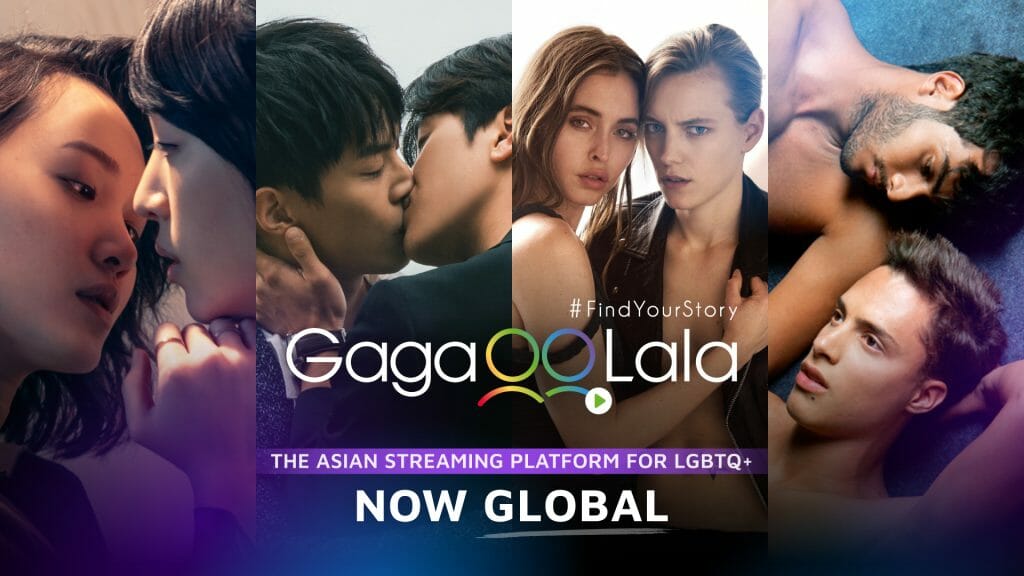 #FindYourStory
GagaOOLala
THE ASIAN STREAMING PLATFORM FOR LGBTQ+
NOW GLOBAL